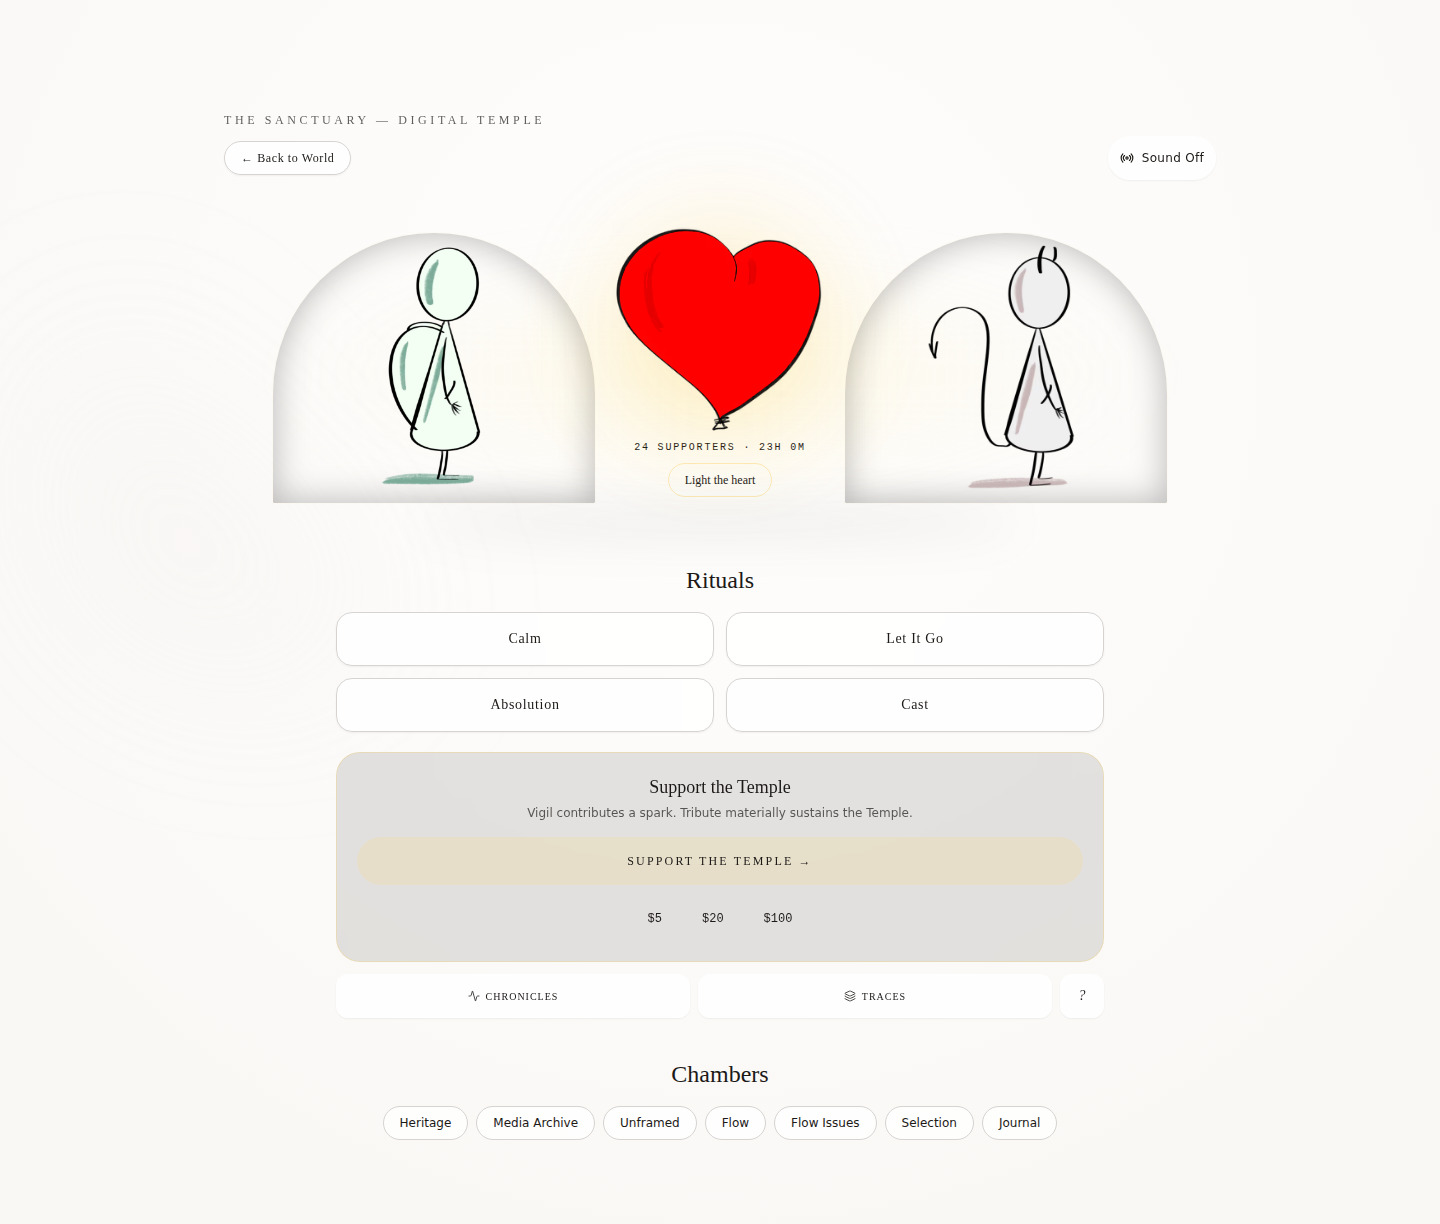 THE SANCTUARY — DIGITAL TEMPLE
← Back to World
Sound Off
24 SUPPORTERS · 23H 0M
Light the heart
Rituals
Calm
Let It Go
Absolution
Cast
Support the Temple
Vigil contributes a spark. Tribute materially sustains the Temple.
SUPPORT THE TEMPLE →
$5 $20 $100
CHRONICLES
TRACES
?
Chambers
Heritage
Media Archive
Unframed
Flow
Flow Issues
Selection
Journal